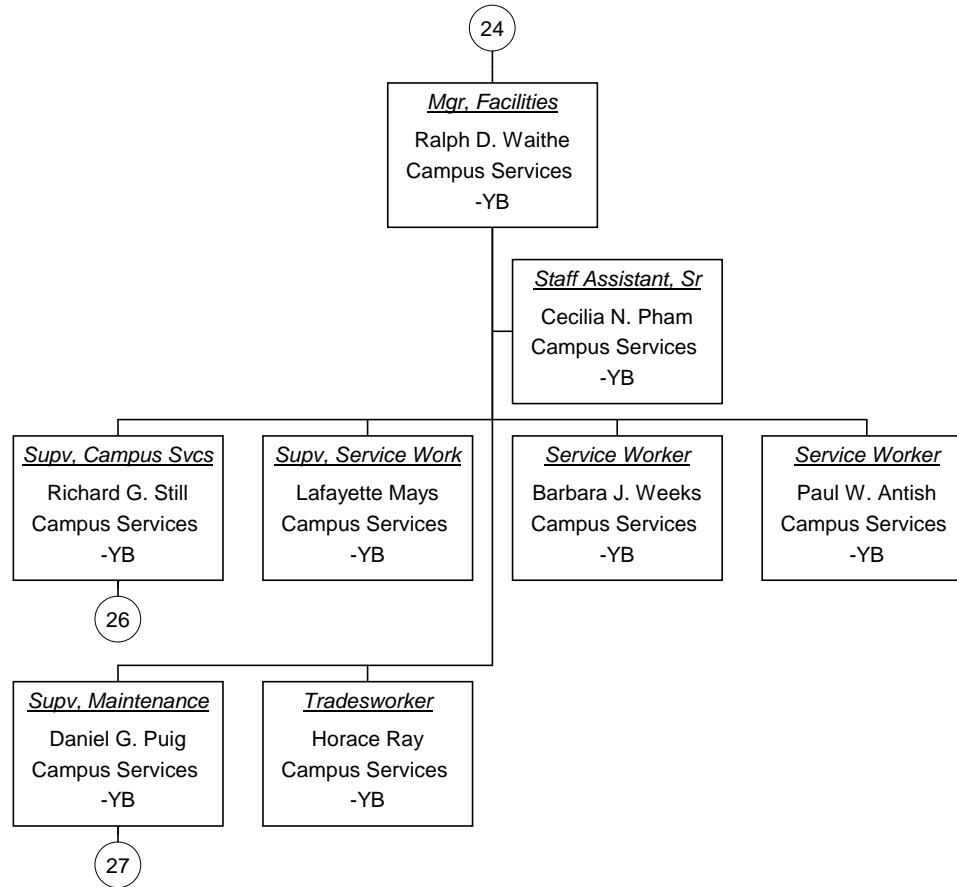 24
Mgr, Facilities
Ralph D. Waithe
Campus Services
-YB
Staff Assistant, Sr
Cecilia N. Pham
Campus Services
-YB
Supv, Campus Svcs
Richard G. Still
Campus Services
-YB
26
Supv, Service Work
Lafayette Mays
Campus Services
-YB
Service Worker
Barbara J. Weeks
Campus Services
-YB
Service Worker
Paul W. Antish
Campus Services
-YB
Supv, Maintenance
Daniel G. Puig
Campus Services
-YB
27
Tradesworker
Horace Ray
Campus Services
-YB